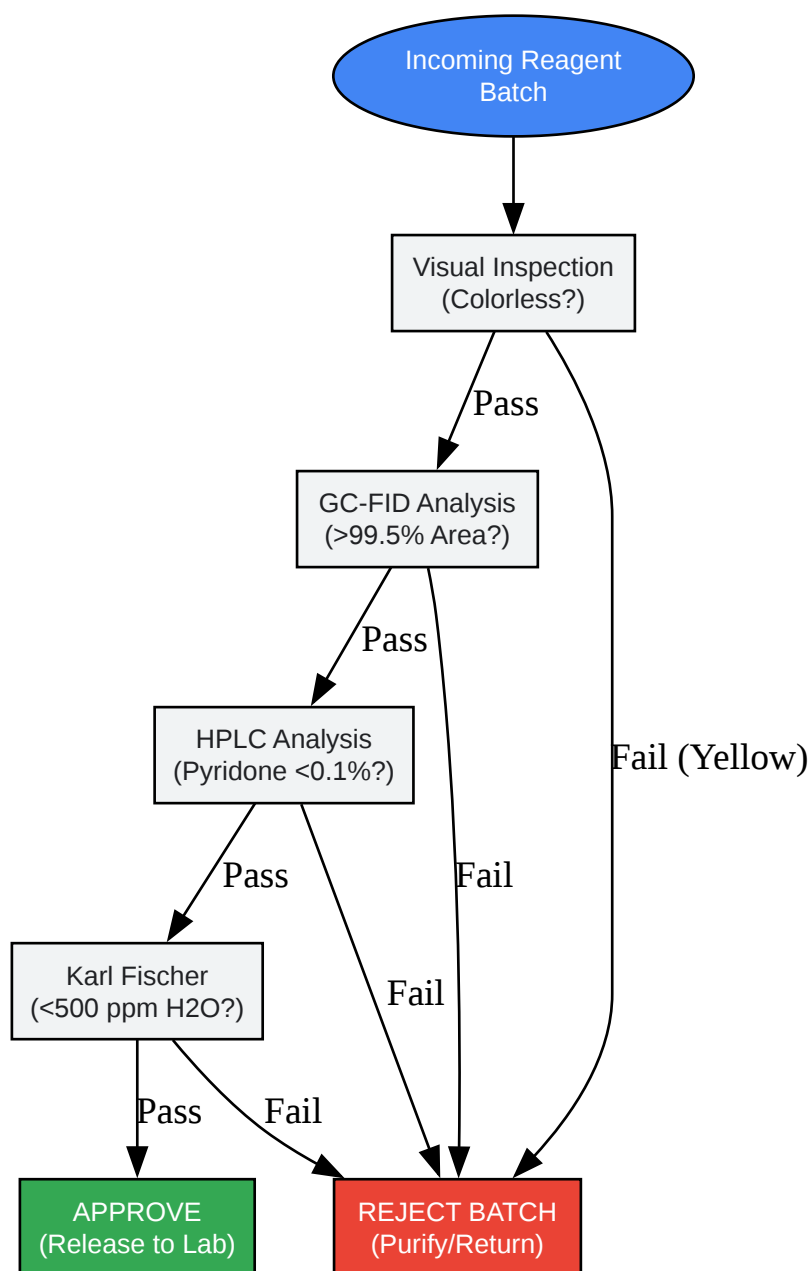 Incoming Reagent
Batch
Visual Inspection
(Colorless?)
Pass
GC-FID Analysis
(>99.5% Area?)
Pass
HPLC Analysis
(Pyridone <0.1%?)
Fail (Yellow)
Pass
Fail
Karl Fischer
(<500 ppm H2O?)
Fail
Pass
Fail
APPROVE
(Release to Lab)
REJECT BATCH
(Purify/Return)